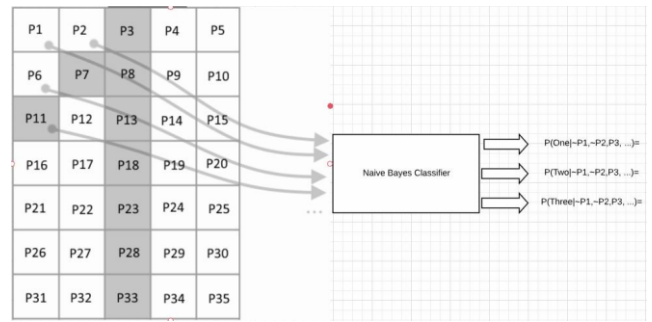 P1 P2 P3 P4 P5
P6 P7 P8 P9 P10
P11 P12 P13 P14 P15
P16 P17 P18 P19 P20
P21 P22 P23 P24 P25
P26 P27 P28 P29 P30
P31 P32 P33 P34 P35
...
Naive Bayes Classifier
P(One|~P1,~P2,P3, ...)=
P(Two|~P1,~P2,P3, ...)=
P(Three|~P1,~P2,P3, ...)=